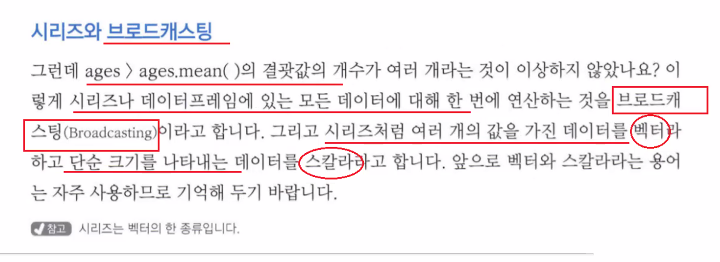 시리즈와 브로드캐스팅
그런데 ages > ages.mean( )의 결괏값의 개수가 여러 개라는 것이 이상하지 않았나요? 이
렇게 시리즈나 데이터프레임에 있는 모든 데이터에 대해 한 번에 연산하는 것을 브로드캐
스팅(Broadcasting)이라고 합니다. 그리고 시리즈처럼 여러 개의 값을 가진 데이터를 벡터라
하고 단순 크기를 나타내는 데이터를 스칼라라고 합니다. 앞으로 벡터와 스칼라라는 용어
는 자주 사용하므로 기억해 두기 바랍니다.
참고 시리즈는 벡터의 한 종류입니다.